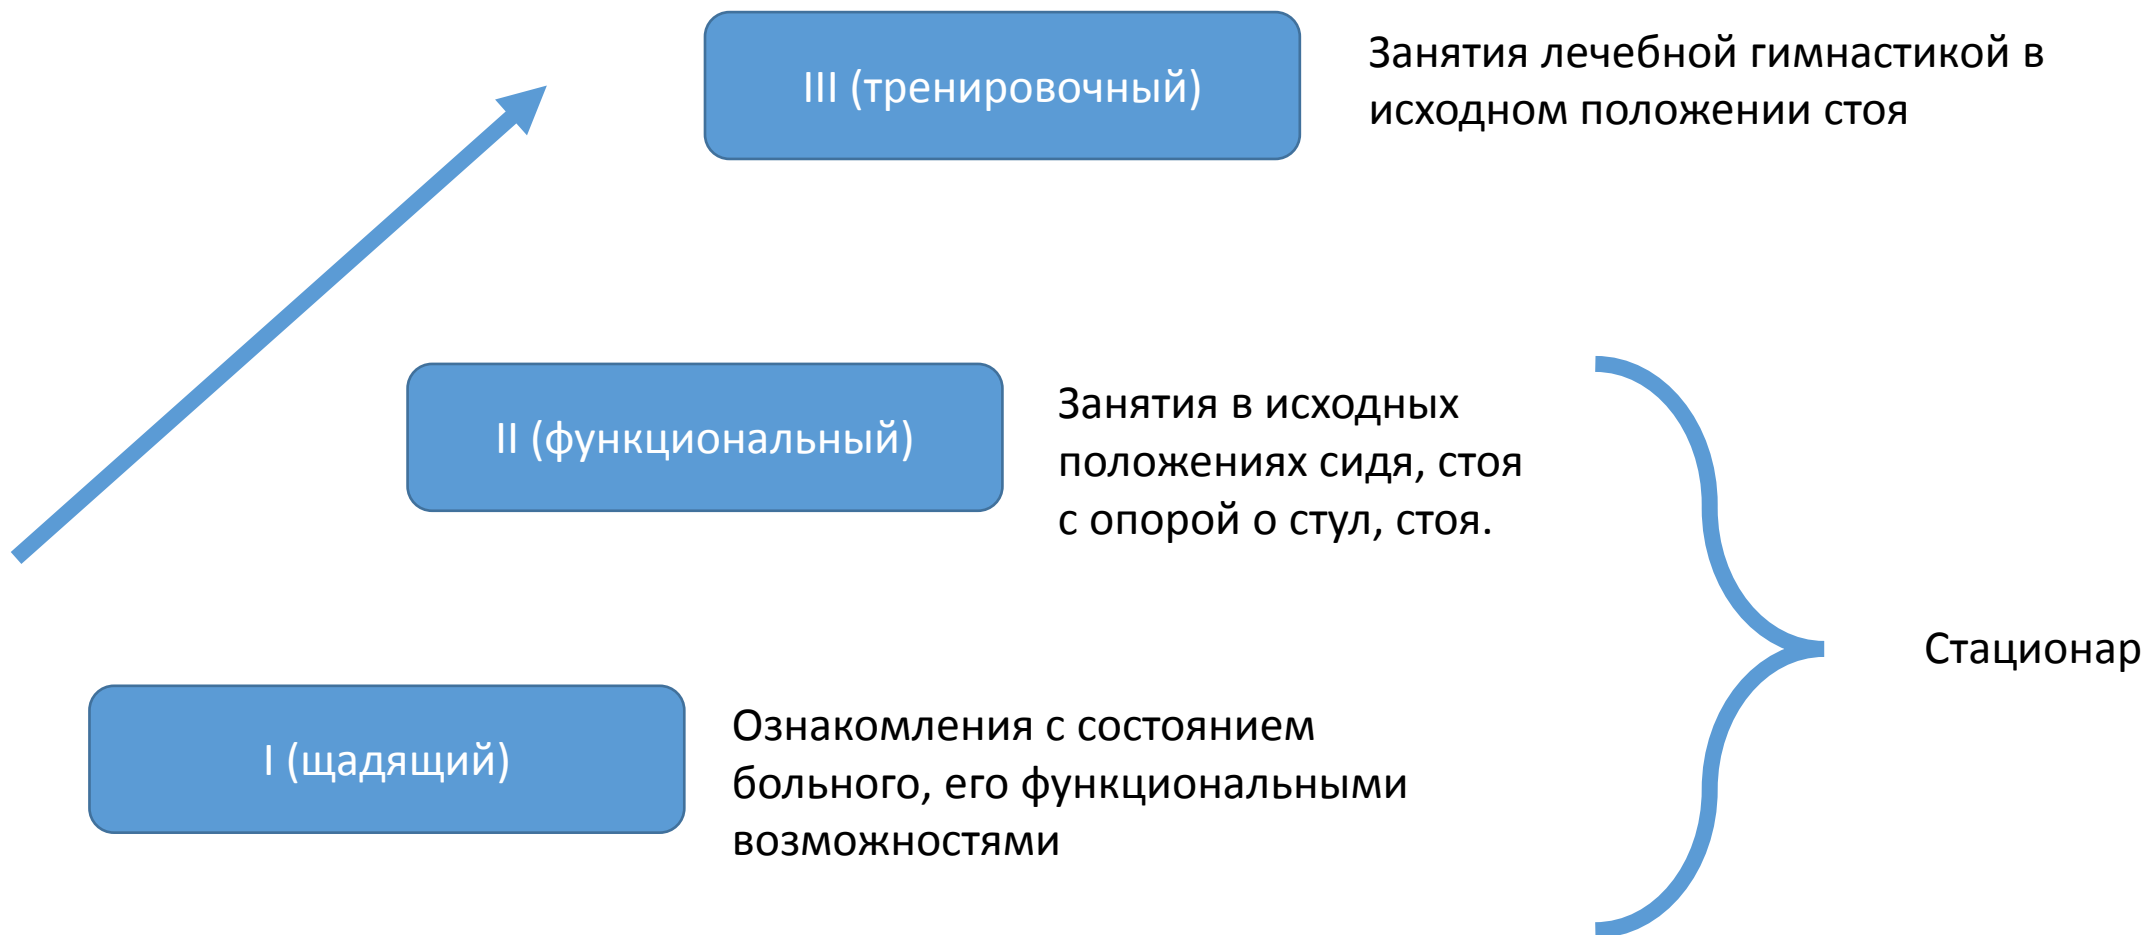 III (тренировочный)
Занятия лечебной гимнастикой в
исходном положении стоя
II (функциональный)
Занятия в исходных
положениях сидя, стоя
с опорой о стул, стоя.
Стационар
I (щадящий)
Ознакомления с состоянием
больного, его функциональными
возможностями